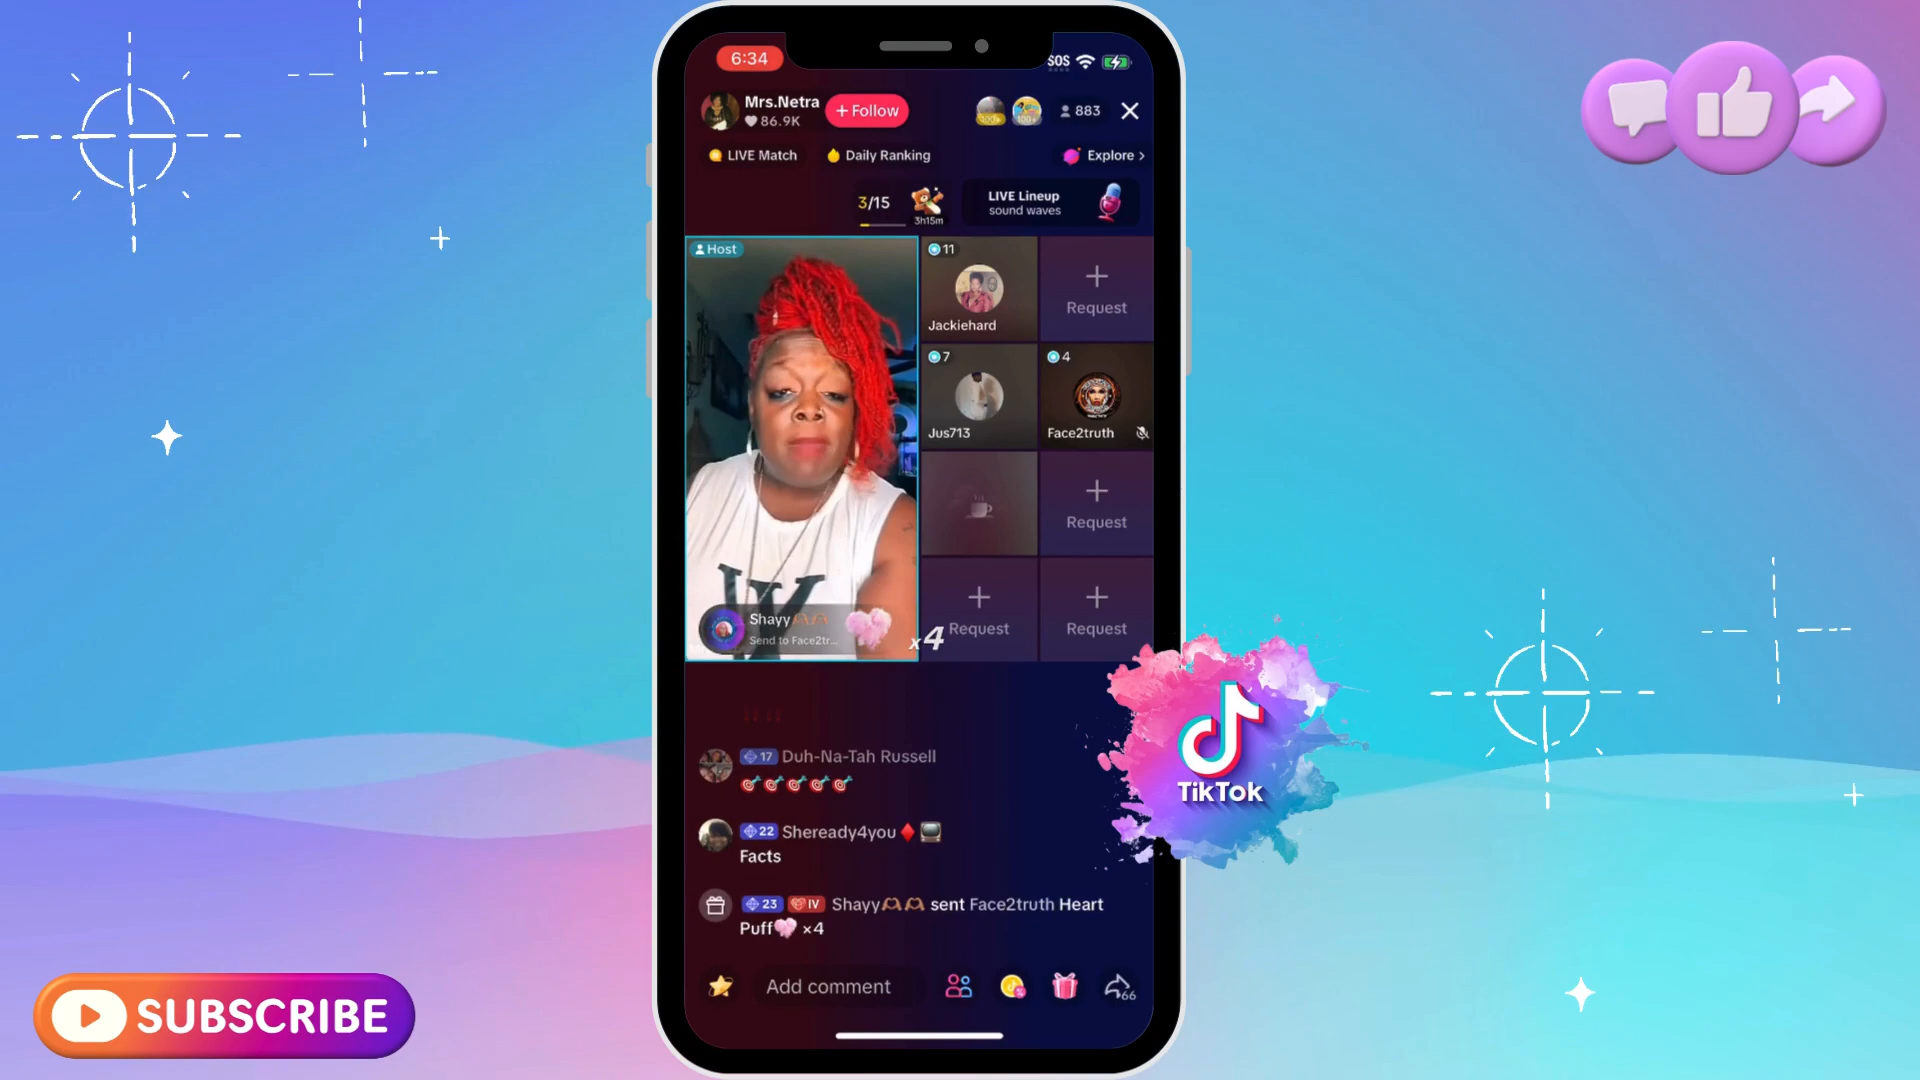 6:34
SOS
Mrs.Netra
86.9K
+ Follow
100+
100+
883
LIVE Match
Daily Ranking
Explore >
3/15
3h15m
LIVE Lineup
sound waves
Host
11
Jackiehard
Request
7
Jus713
4
Face2truth
Request
Request
Request
W
Shayy🫶🏾🫶🏾
Send to Face2tr...
x4
TikTok
17 Duh-Na-Tah Russell
🎯🎯🎯🎯🎯
22 Sheready4you♦️📺
Facts
23 IV Shayy🫶🏾🫶🏾 sent Face2truth Heart
Puff ×4
Add comment
66
SUBSCRIBE